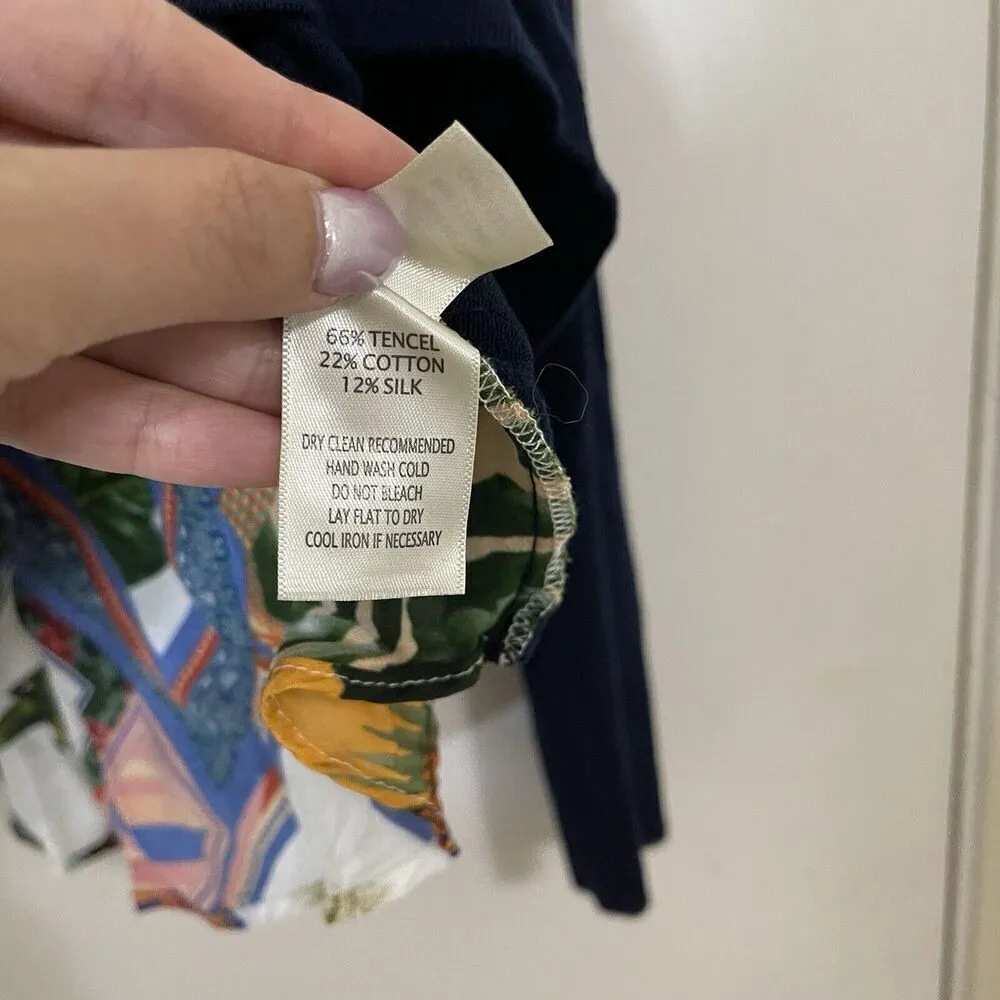 66% TENCEL
22% COTTON
12% SILK
DRY CLEAN RECOMMENDED
HAND WASH COLD
DO NOT BLEACH
LAY FLAT TO DRY
COOL IRON IF NECESSARY